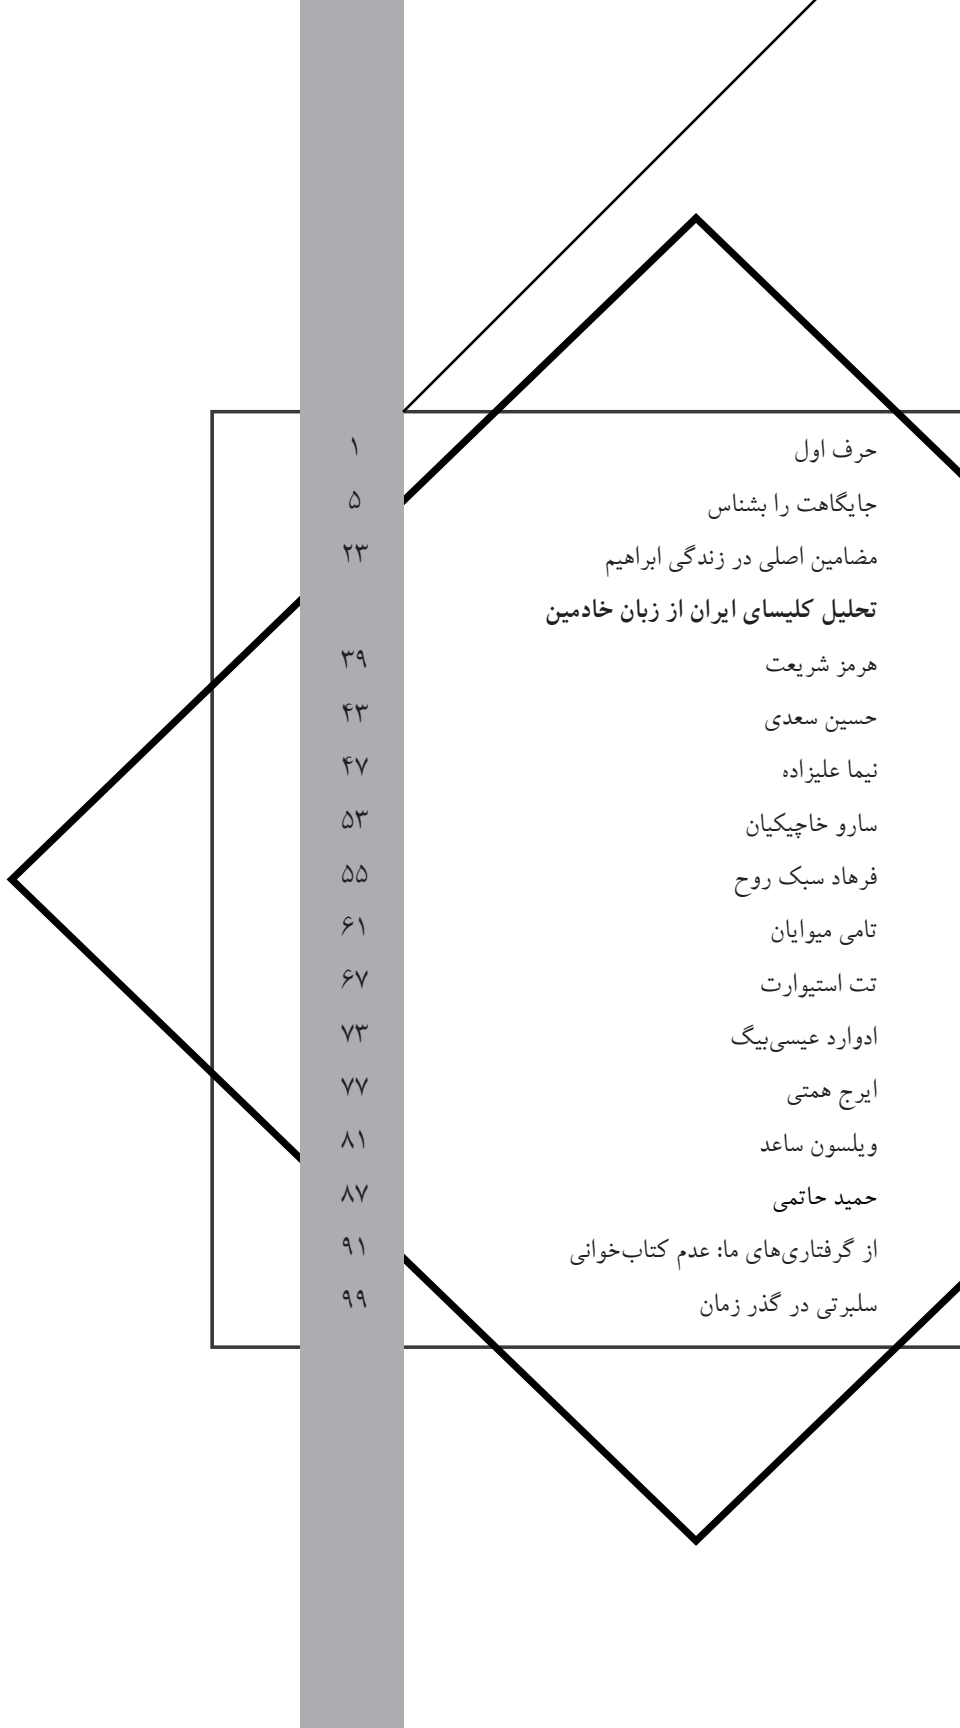 حرف اول ۱
جایگاهت را بشناس ۵
مضامین اصلی در زندگی ابراهیم ۲۳
تحلیل کلیسای ایران از زبان خادمین
هرمز شریعت ۳۹
حسین سعدی ۴۳
نیما علیزاده ۴۷
سارو خاچیکیان ۵۳
فرهاد سبک روح ۵۵
تامی میوایان ۶۱
تت استیوارت ۶۷
ادوارد عیسی‌بیگ ۷۳
ایرج همتی ۷۷
ویلسون ساعد ۸۱
حمید حاتمی ۸۷
از گرفتاری‌های ما: عدم کتاب‌خوانی ۹۱
سلبرتی در گذر زمان ۹۹